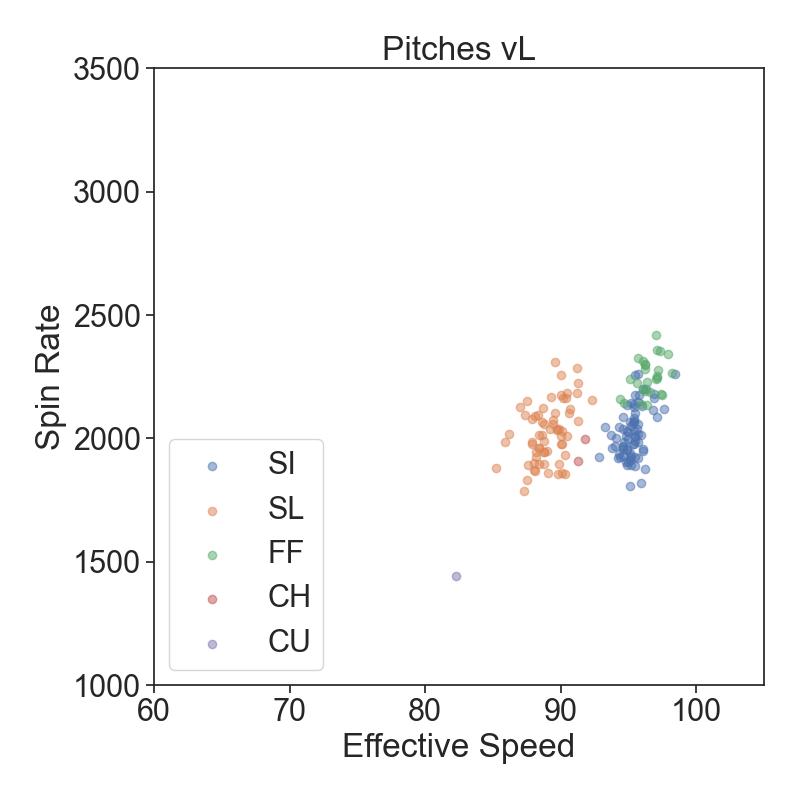 Pitches vL
3500
3000
2500
2000
1500
1000
Spin Rate
SI
SL
FF
CH
CU
60 70 80 90 100
Effective Speed